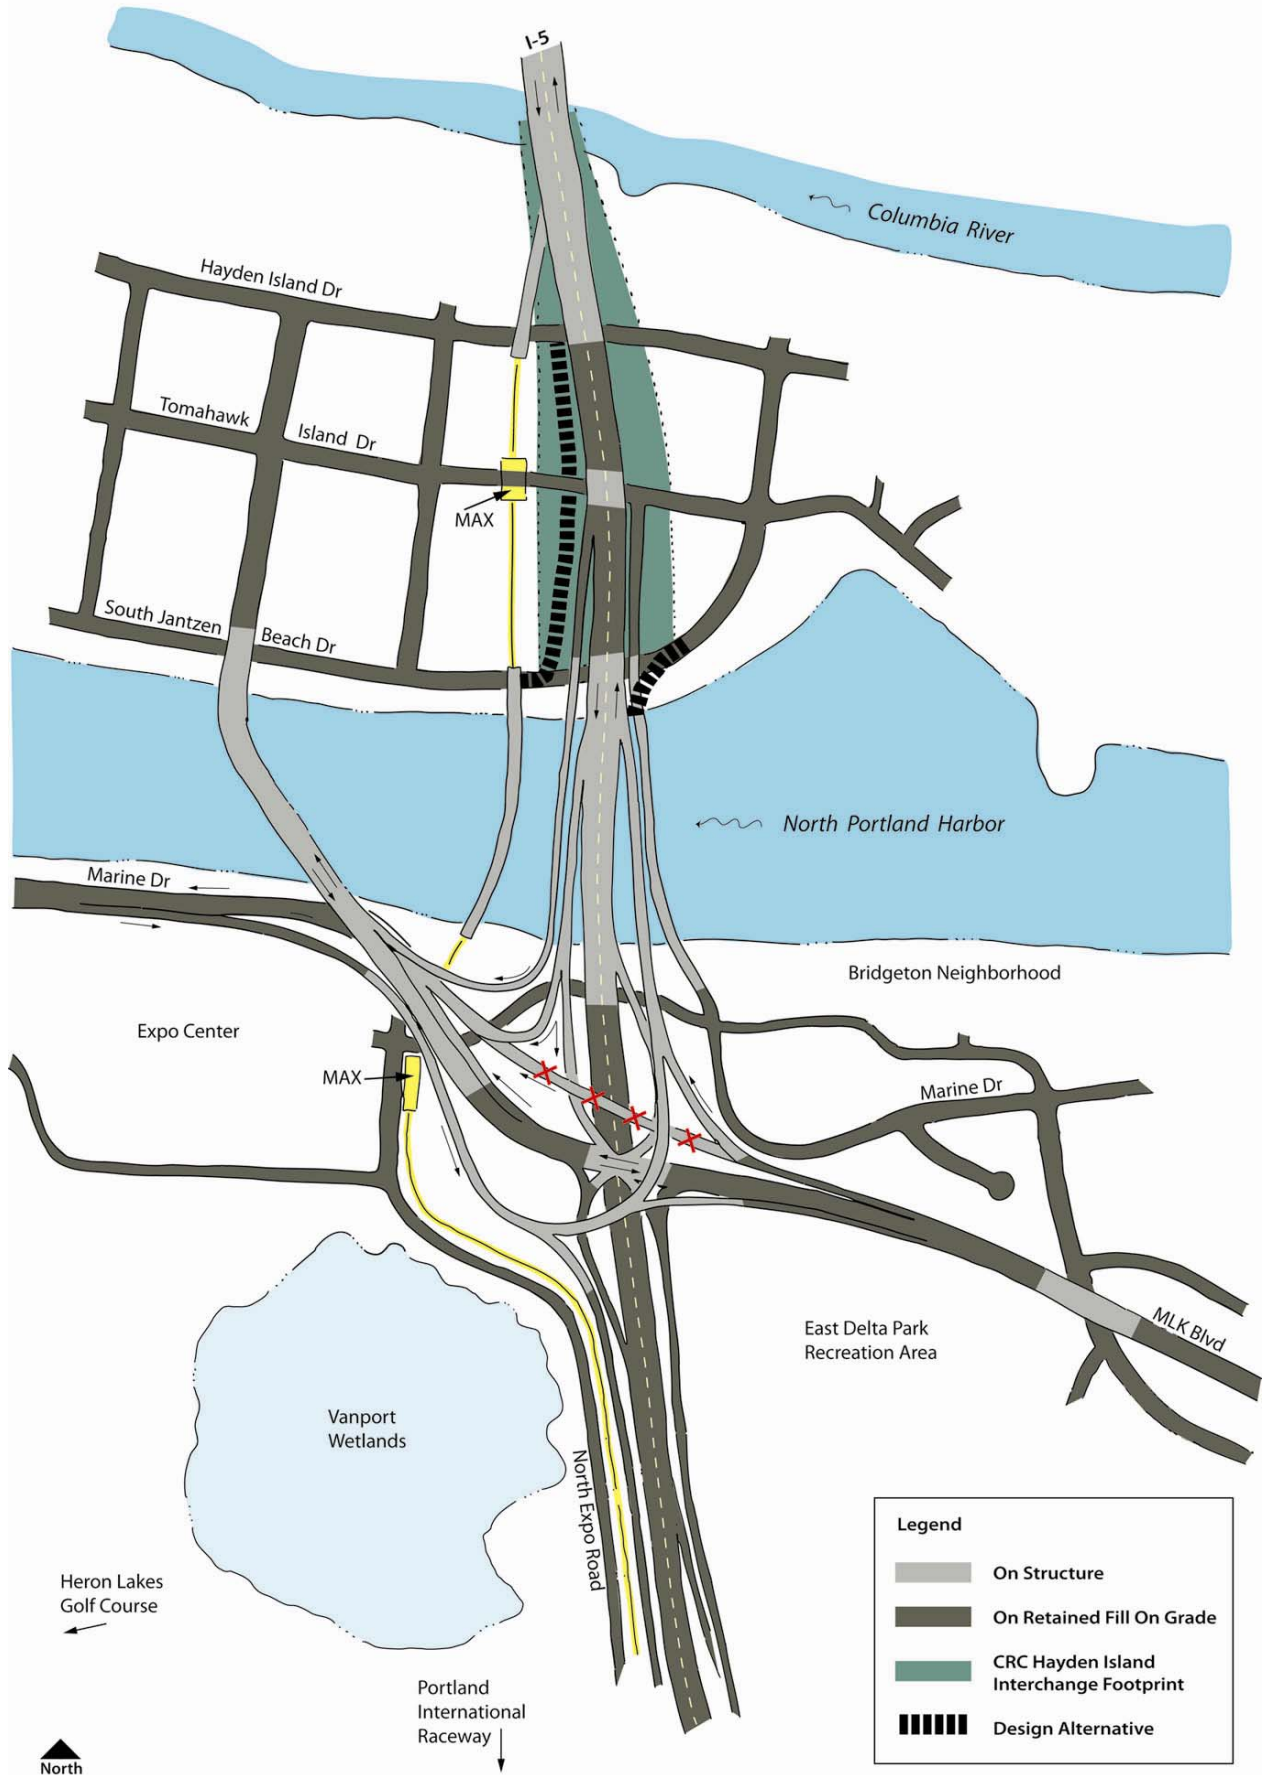 I-5
Columbia River
Hayden Island Dr
Tomahawk
Island Dr
MAX
South Jantzen
Beach Dr
North Portland Harbor
Marine Dr
Bridgeton Neighborhood
Expo Center
MAX
Marine Dr
MLK Blvd
East Delta Park
Recreation Area
Vanport
Wetlands
North Expo Road
Heron Lakes
Golf Course
Portland
International
Raceway
North
Legend
On Structure
On Retained Fill On Grade
CRC Hayden Island
Interchange Footprint
Design Alternative